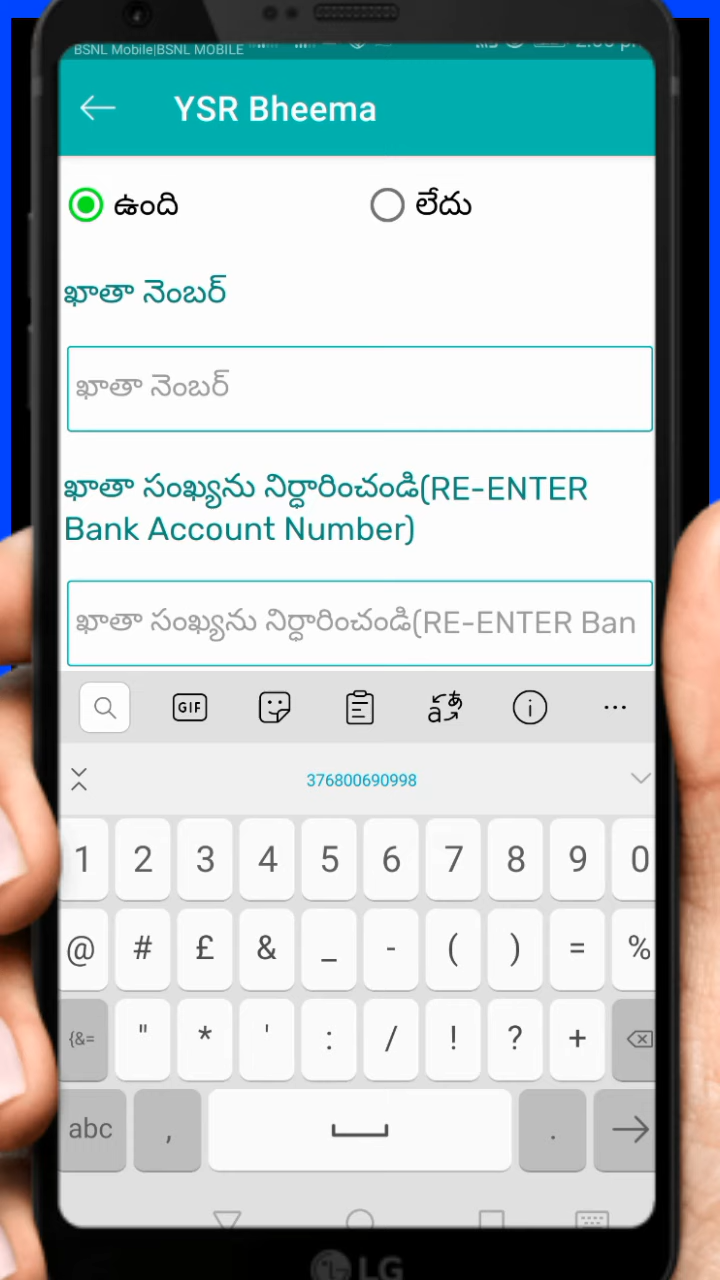 BSNL Mobile|BSNL MOBILE
YSR Bheema
ఉంది
లేదు
ఖాతా నెంబర్
ఖాతా నెంబర్
ఖాతా సంఖ్యను నిర్ధారించండి(RE-ENTER
Bank Account Number)
ఖాతా సంఖ్యను నిర్ధారించండి(RE-ENTER Ban
GIF
376800690998
1 2 3 4 5 6 7 8 9 0
@ # £ & _ - ( ) = %
{&= " * ' : / ! ? +
abc , .
LG